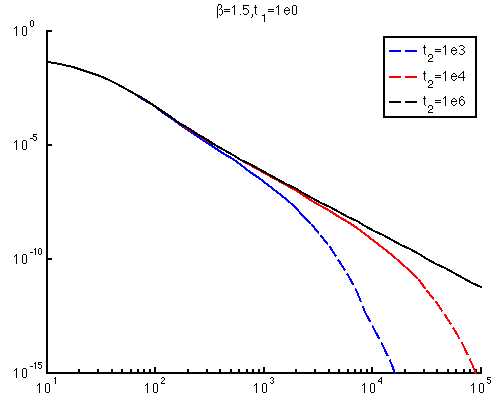 β=1.5,t₁=1e0
10⁰
10⁻⁵
10⁻¹⁰
10⁻¹⁵
t₂=1e3
t₂=1e4
t₂=1e6
10¹ 10² 10³ 10⁴ 10⁵